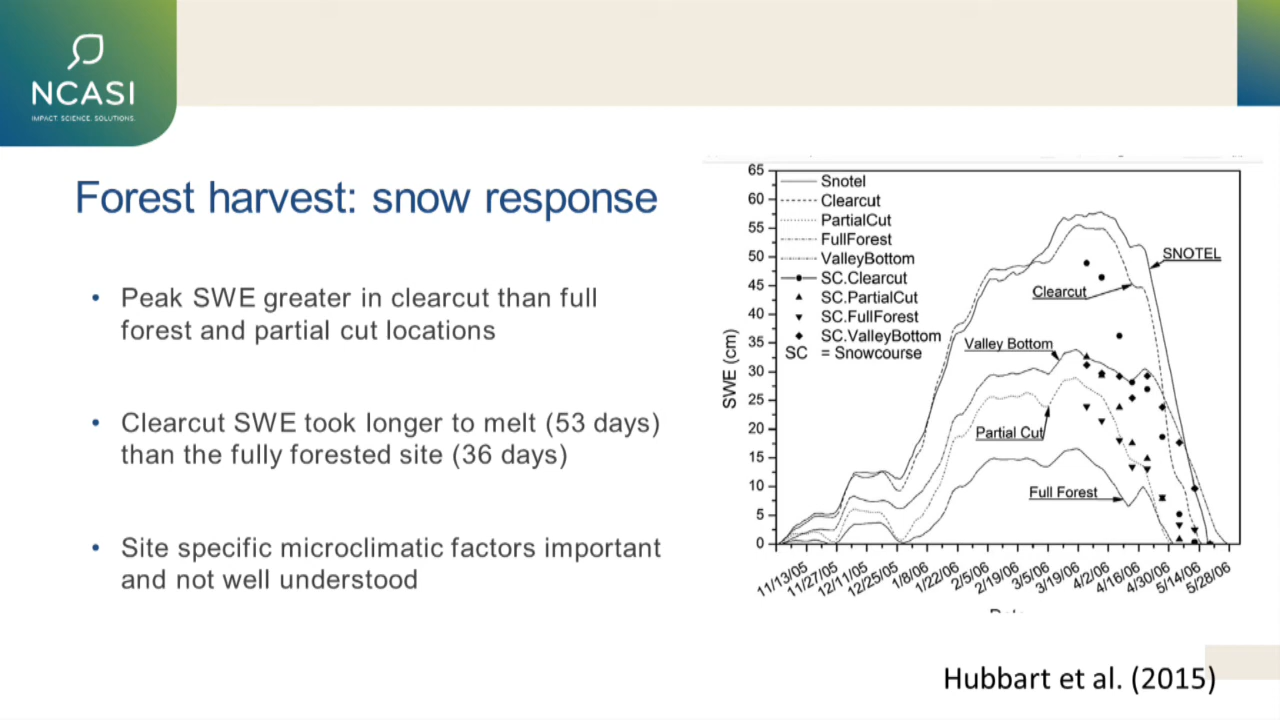 NCASI
IMPACT. SCIENCE. SOLUTIONS.
Forest harvest: snow response
• Peak SWE greater in clearcut than full
forest and partial cut locations
• Clearcut SWE took longer to melt (53 days)
than the fully forested site (36 days)
• Site specific microclimatic factors important
and not well understood
65
60
55
50
45
40
35
30
25
20
15
10
5
0
SWE (cm)
Snotel
Clearcut
PartialCut
FullForest
ValleyBottom
SC.Clearcut
SC.PartialCut
SC.FullForest
SC.ValleyBottom
SC = Snowcourse
SNOTEL
Clearcut
Valley Bottom
Partial Cut
Full Forest
11/13/05
11/27/05
12/11/05
12/25/05
1/8/06
1/22/06
2/5/06
2/19/06
3/5/06
3/19/06
4/2/06
4/16/06
4/30/06
5/14/06
5/28/06
Hubbart et al. (2015)